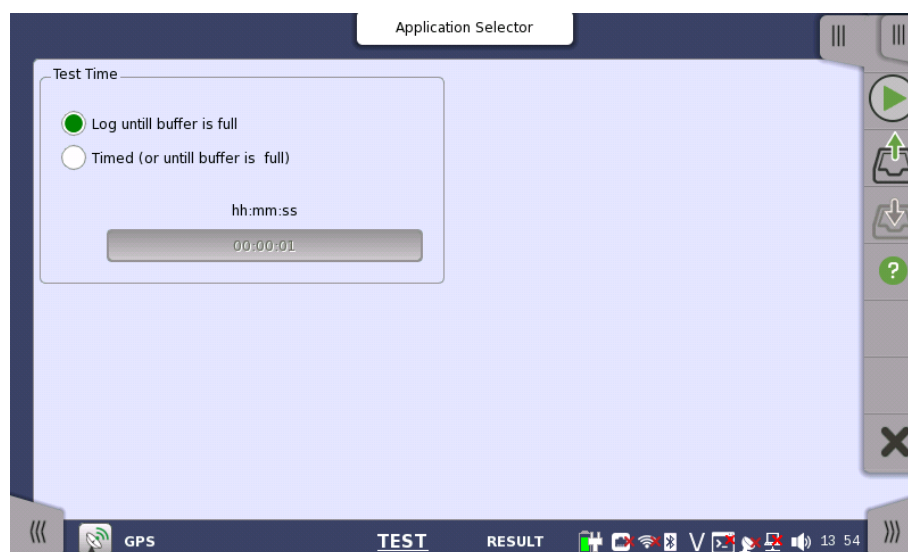 Application Selector
Test Time
Log untill buffer is full
Timed (or untill buffer is full)
hh:mm:ss
00:00:01
?
GPS TEST RESULT V 13 54